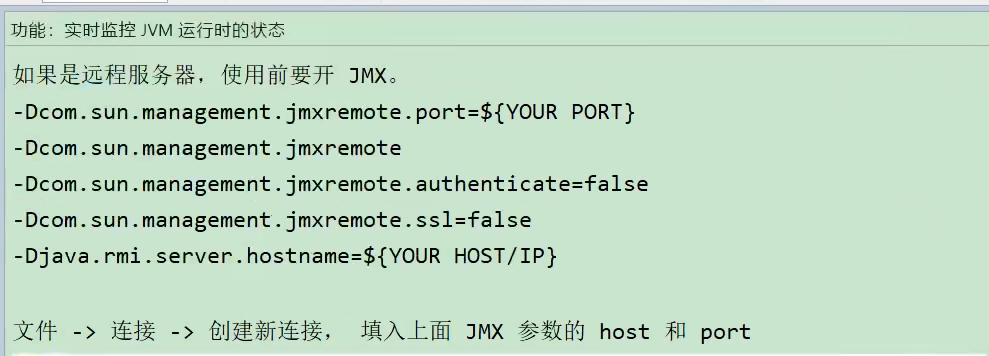 功能：实时监控 JVM 运行时的状态
如果是远程服务器，使用前要开 JMX。
-Dcom.sun.management.jmxremote.port=${YOUR PORT}
-Dcom.sun.management.jmxremote
-Dcom.sun.management.jmxremote.authenticate=false
-Dcom.sun.management.jmxremote.ssl=false
-Djava.rmi.server.hostname=${YOUR HOST/IP}
文件 -> 连接 -> 创建新连接， 填入上面 JMX 参数的 host 和 port